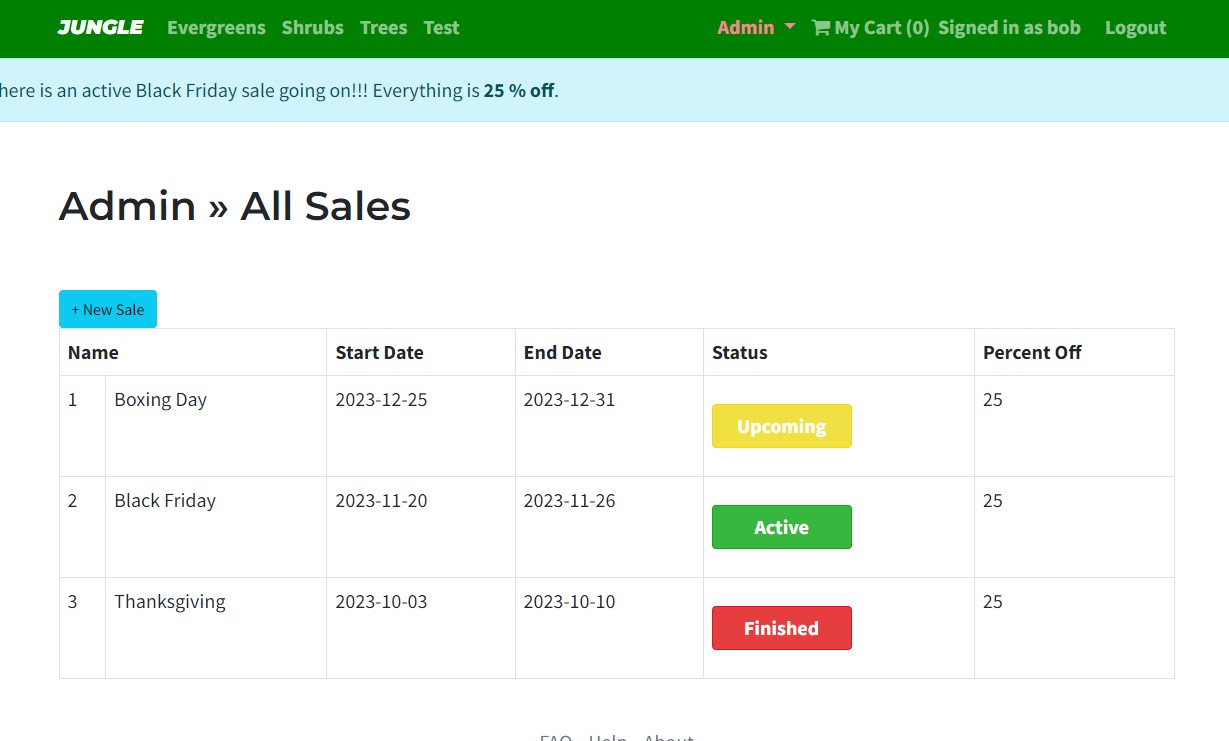 JUNGLE Evergreens Shrubs Trees Test Admin My Cart (0) Signed in as bob Logout
here is an active Black Friday sale going on!!! Everything is 25 % off.
Admin » All Sales
+ New Sale
Name Start Date End Date Status Percent Off
1 Boxing Day 2023-12-25 2023-12-31 Upcoming 25
2 Black Friday 2023-11-20 2023-11-26 Active 25
3 Thanksgiving 2023-10-03 2023-10-10 Finished 25
FAQ Help About